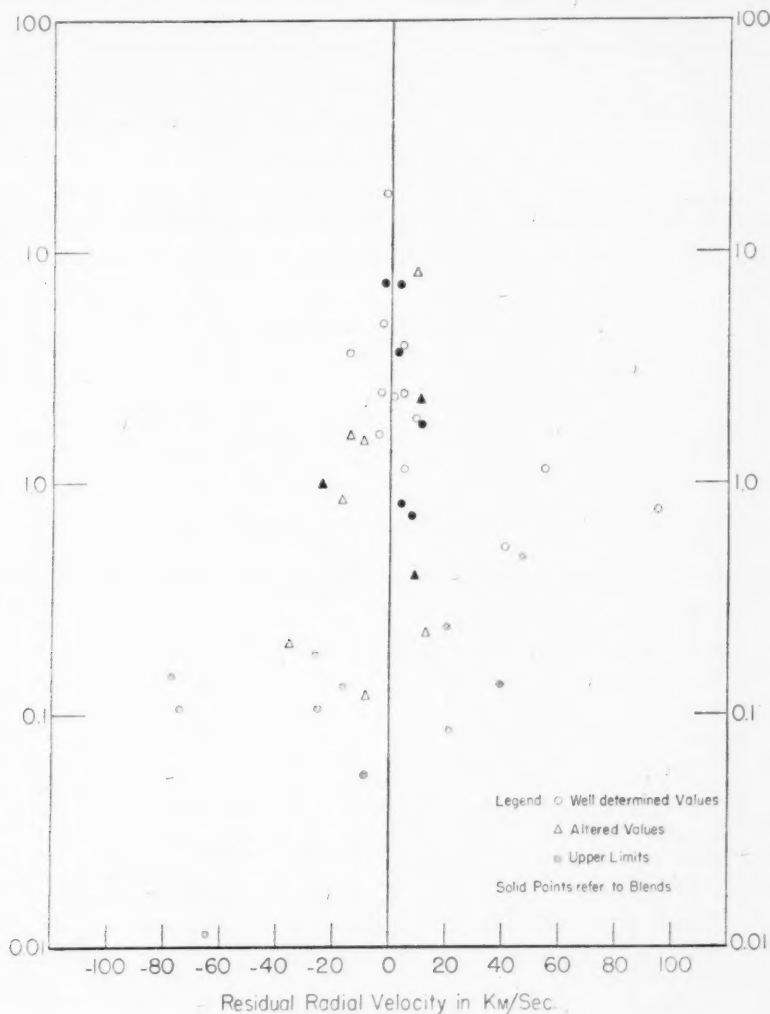 100 100
10 10
1.0 1.0
0.1 0.1
Legend ○ Well determined Values
△ Altered Values
Upper Limits
Solid Points refer to Blends
0.01 0.01
-100 -80 -60 -40 -20 0 20 40 60 80 100
Residual Radial Velocity in KM/Sec.